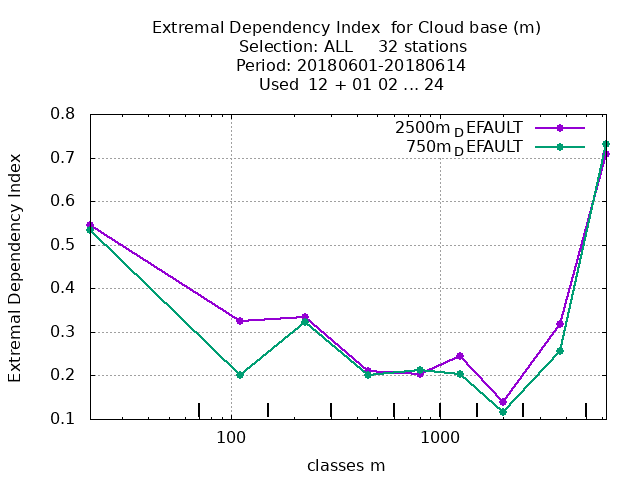 Extremal Dependency Index  for Cloud base (m)
Selection: ALL     32 stations
Period: 20180601-20180614
Used  12 + 01 02 ... 24
2500m_DEFAULT
750m_DEFAULT
0.8
0.7
0.6
0.5
0.4
0.3
0.2
0.1
Extremal Dependency Index
100
1000
classes m